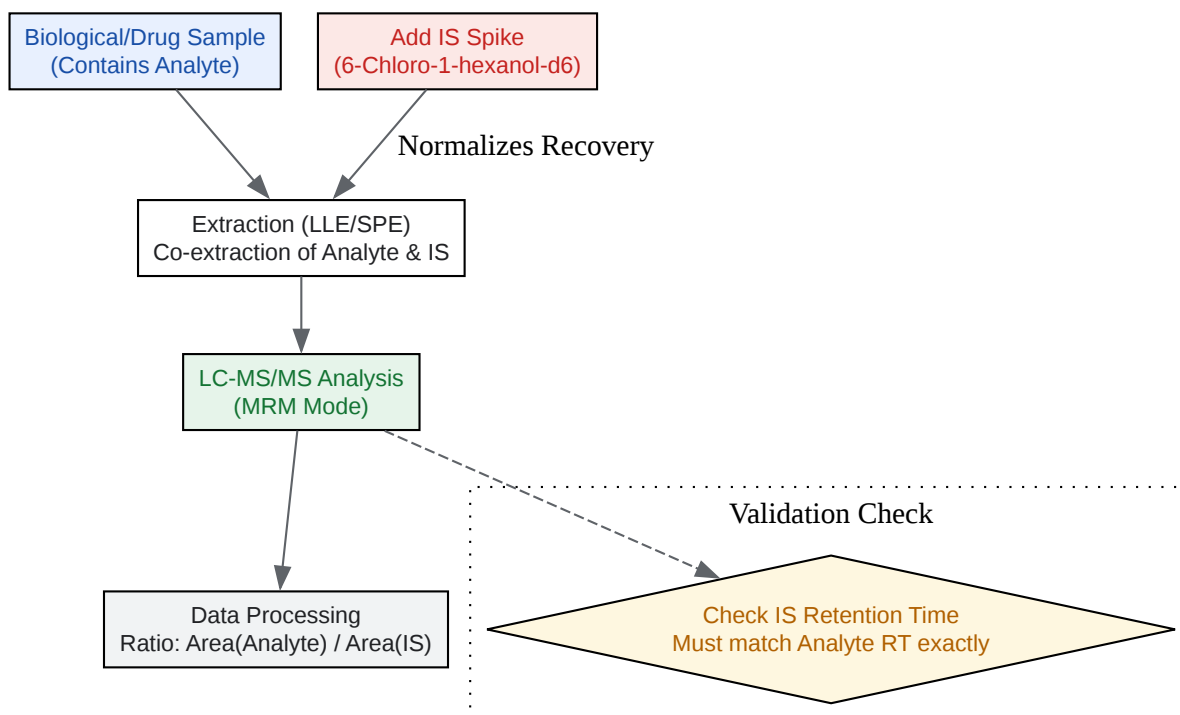 Biological/Drug Sample
(Contains Analyte)
Add IS Spike
(6-Chloro-1-hexanol-d6)
Normalizes Recovery
Extraction (LLE/SPE)
Co-extraction of Analyte & IS
LC-MS/MS Analysis
(MRM Mode)
Validation Check
Data Processing
Ratio: Area(Analyte) / Area(IS)
Check IS Retention Time
Must match Analyte RT exactly